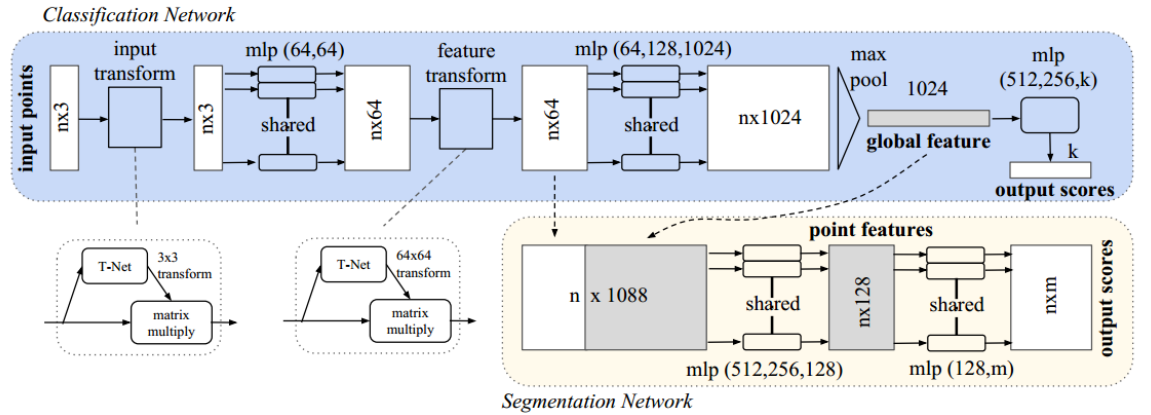 Classification Network
input points
nx3
input
transform
nx3
mlp (64,64)
shared
nx64
feature
transform
nx64
mlp (64,128,1024)
shared
nx1024
max
pool
1024
global feature
mlp
(512,256,k)
k
output scores
T-Net
3x3
transform
matrix
multiply
T-Net
64x64
transform
matrix
multiply
point features
n x 1088
shared
mlp (512,256,128)
nx128
shared
mlp (128,m)
nxm
output scores
Segmentation Network